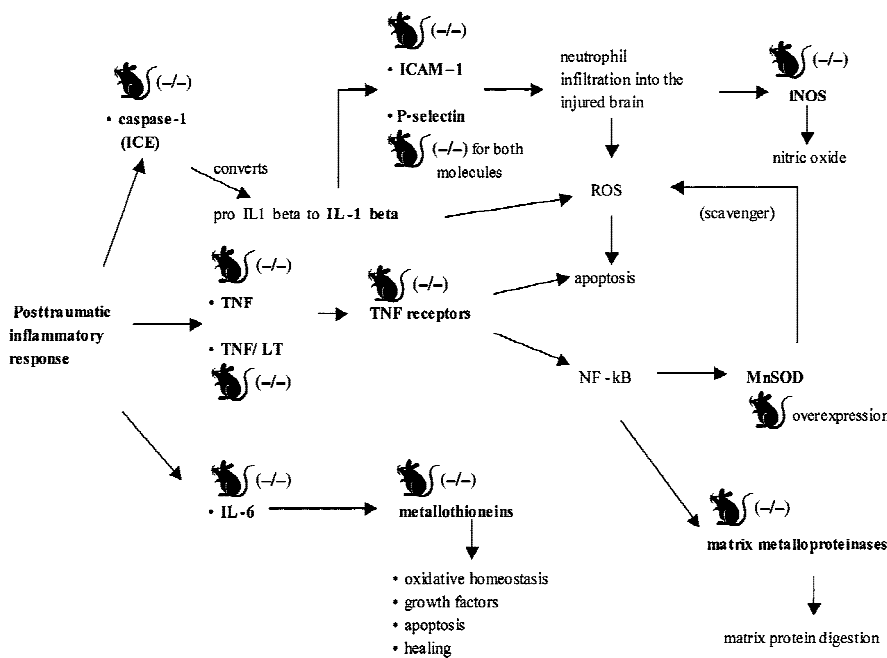 (–/–)
• ICAM–1
• P-selectin
(–/–) for both
molecules
neutrophil
infiltration into the
injured brain
(–/–)
iNOS
nitric oxide
(–/–)
• caspase-1
(ICE)
converts
pro IL1 beta to IL-1 beta
ROS
(scavenger)
apoptosis
Posttraumatic
inflammatory
response
(–/–)
• TNF
• TNF/ LT
(–/–)
(–/–)
TNF receptors
NF -kB
MnSOD
overexpression
(–/–)
• IL-6
(–/–)
metallothioneins
• oxidative homeostasis
• growth factors
• apoptosis
• healing
(–/–)
matrix metalloproteinases
matrix protein digestion